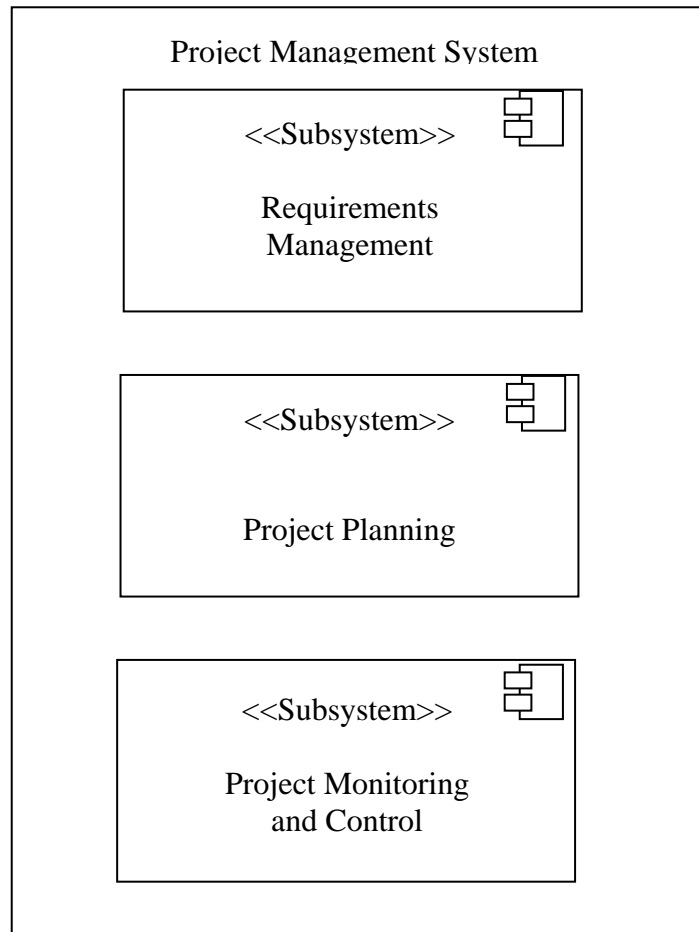 Project Management System
<<Subsystem>>
Requirements
Management
<<Subsystem>>
Project Planning
<<Subsystem>>
Project Monitoring
and Control